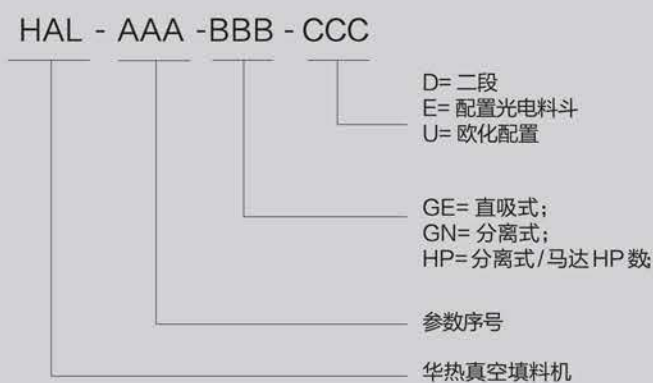 HAL - AAA -BBB - CCC
D= 二段
E= 配置光电料斗
U= 欧化配置
GE= 直吸式;
GN= 分离式;
HP=分离式/马达HP数;
参数序号
华热真空填料机